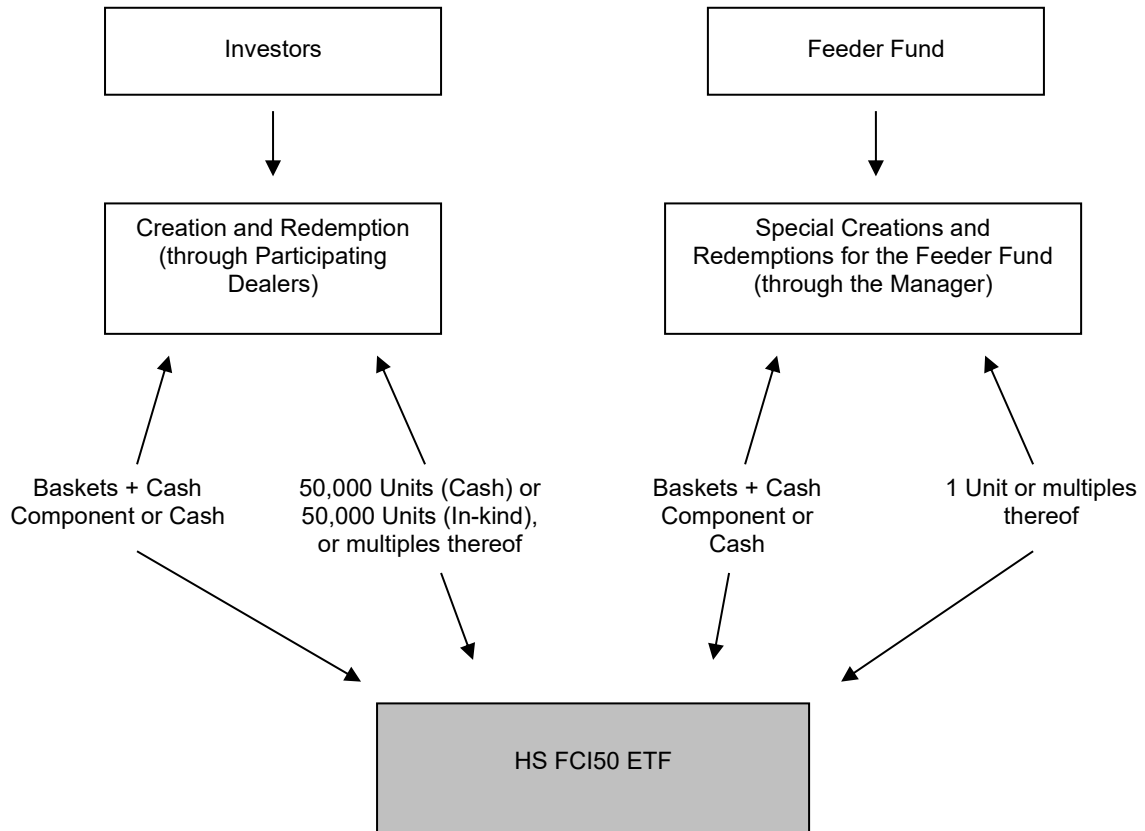 Investors
Feeder Fund
Creation and Redemption
(through Participating
Dealers)
Special Creations and
Redemptions for the Feeder Fund
(through the Manager)
Baskets + Cash
Component or Cash
50,000 Units (Cash) or
50,000 Units (In-kind),
or multiples thereof
Baskets + Cash
Component or
Cash
1 Unit or multiples
thereof
HS FCI50 ETF